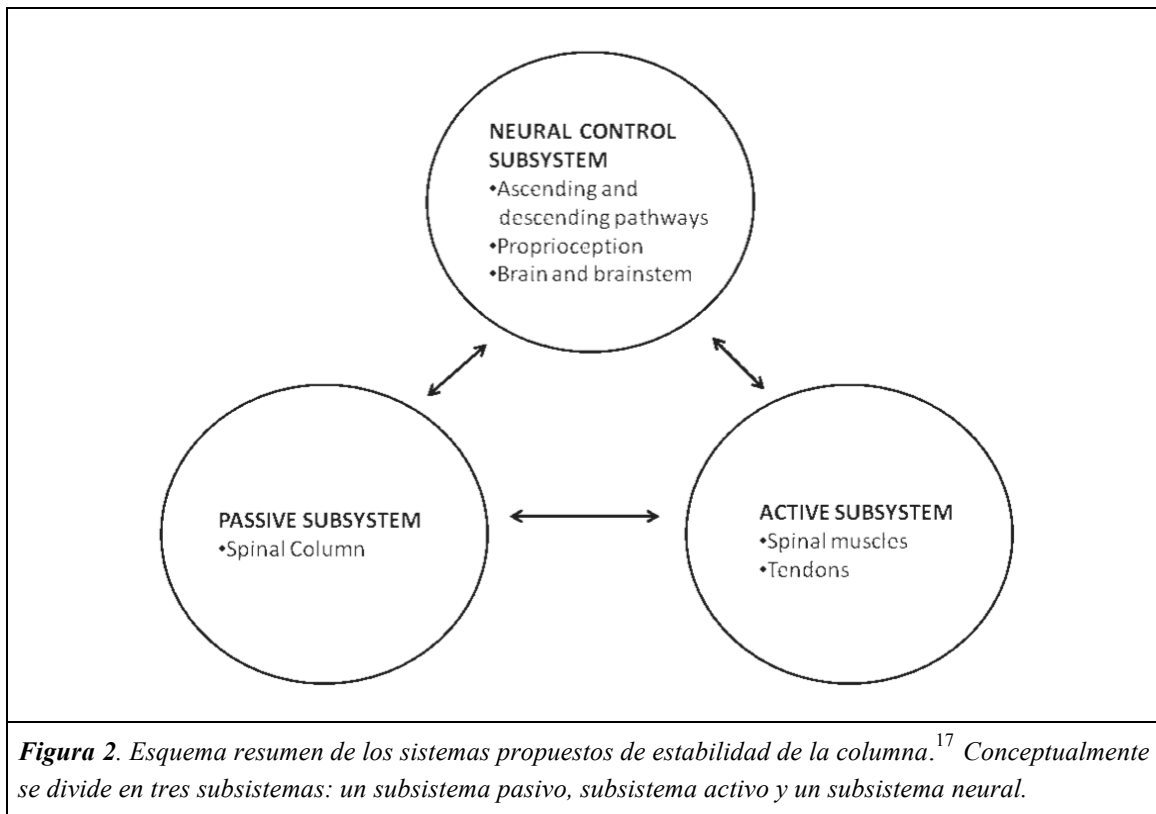 NEURAL CONTROL
SUBSYSTEM
•Ascending and
descending pathways
•Proprioception
•Brain and brainstem
PASSIVE SUBSYSTEM
•Spinal Column
ACTIVE SUBSYSTEM
•Spinal muscles
•Tendons
Figura 2. Esquema resumen de los sistemas propuestos de estabilidad de la columna.17 Conceptualmente
se divide en tres subsistemas: un subsistema pasivo, subsistema activo y un subsistema neural.